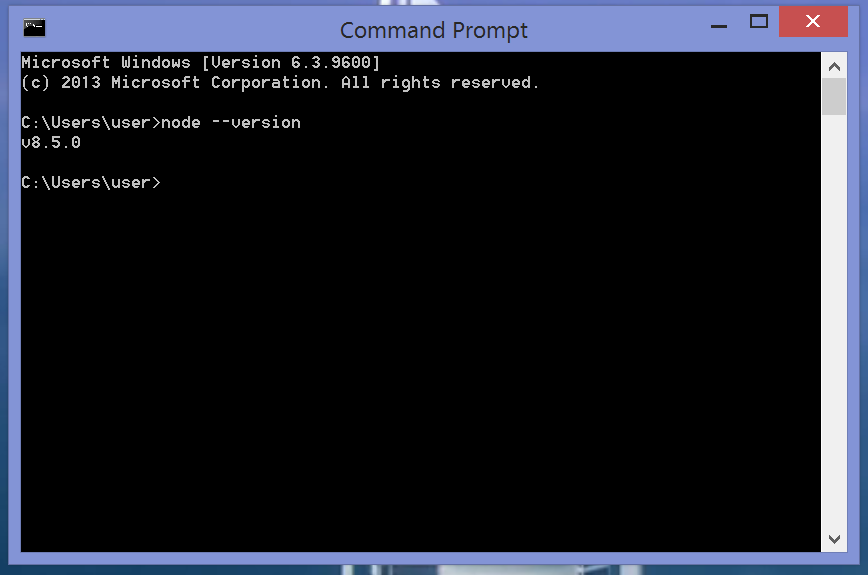 Command Prompt
Microsoft Windows [Version 6.3.9600]
(c) 2013 Microsoft Corporation. All rights reserved.
C:\Users\user>node --version
v8.5.0
C:\Users\user>